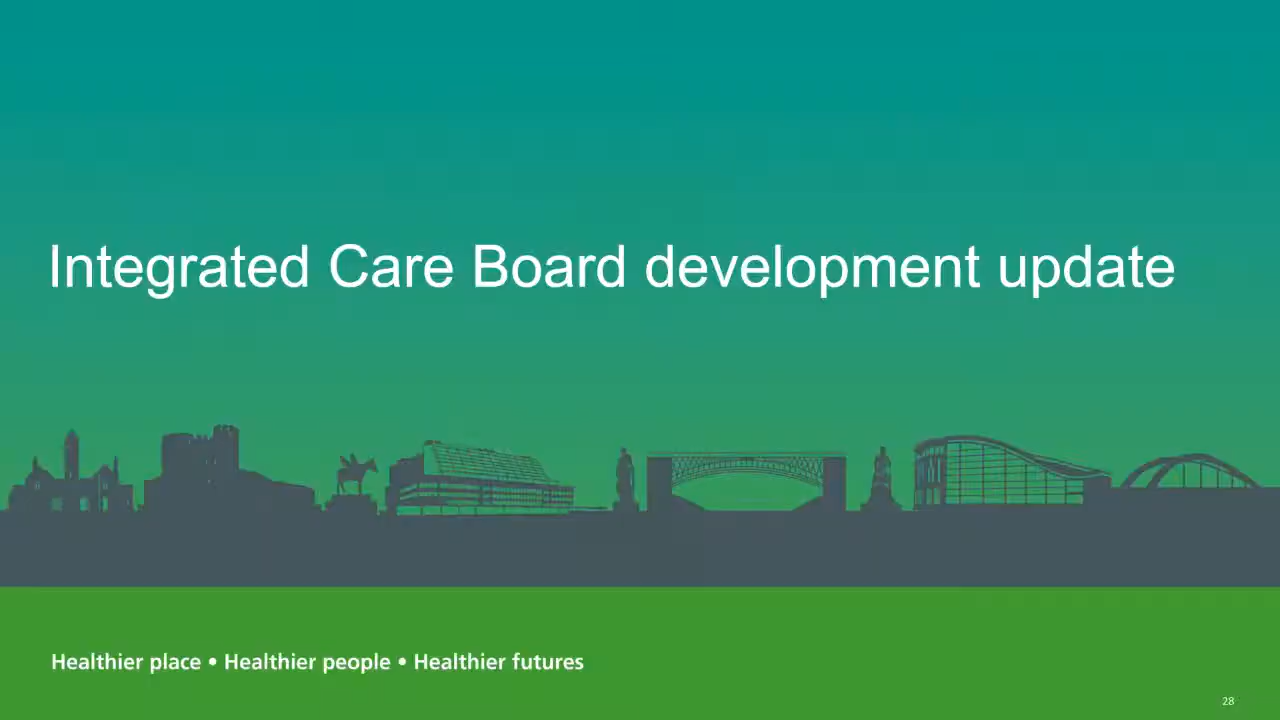 Integrated Care Board development update
Healthier place • Healthier people • Healthier futures
28